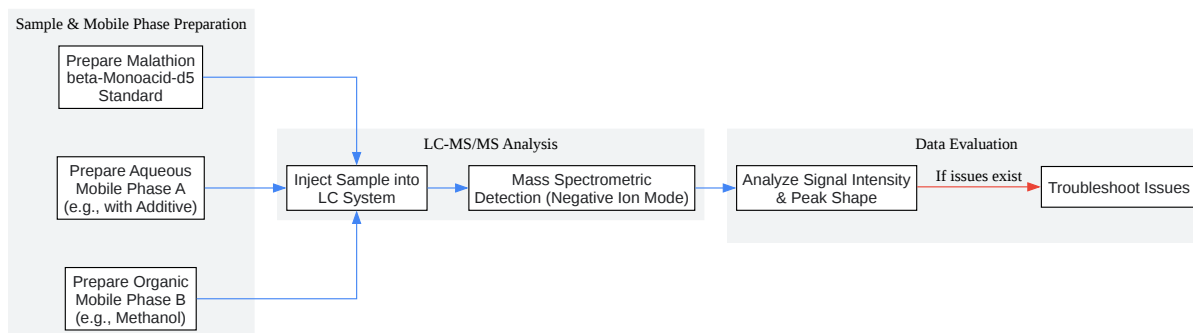 Sample & Mobile Phase Preparation
Prepare Malathion
beta-Monoacid-d5
Standard
Prepare Aqueous
Mobile Phase A
(e.g., with Additive)
Prepare Organic
Mobile Phase B
(e.g., Methanol)
LC-MS/MS Analysis
Inject Sample into
LC System
Mass Spectrometric
Detection (Negative Ion Mode)
Data Evaluation
Analyze Signal Intensity
& Peak Shape
If issues exist
Troubleshoot Issues